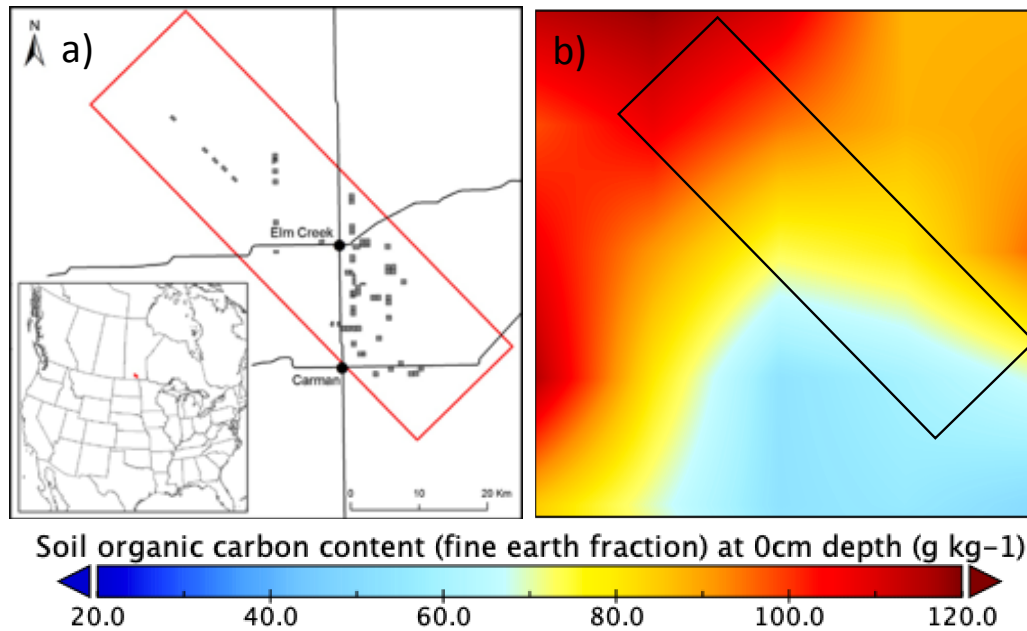 N
a)
Elm Creek
Carman
0 10 20 Km
b)
Soil organic carbon content (fine earth fraction) at 0cm depth (g kg-1)
20.0 40.0 60.0 80.0 100.0 120.0